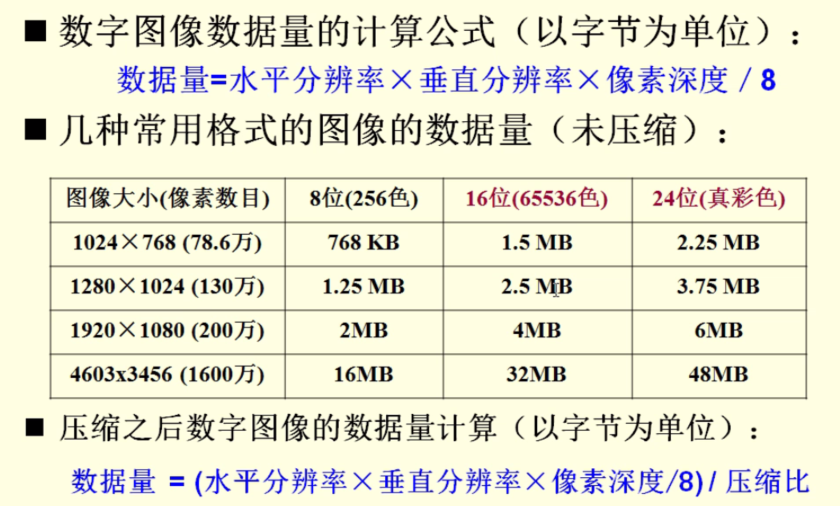 ■ 数字图像数据量的计算公式（以字节为单位）：
数据量=水平分辨率×垂直分辨率×像素深度 / 8
■ 几种常用格式的图像的数据量（未压缩）：
图像大小(像素数目) 8位(256色) 16位(65536色) 24位(真彩色)
1024×768 (78.6万) 768 KB 1.5 MB 2.25 MB
1280×1024 (130万) 1.25 MB 2.5 MB 3.75 MB
1920×1080 (200万) 2MB 4MB 6MB
4603x3456 (1600万) 16MB 32MB 48MB
■ 压缩之后数字图像的数据量计算（以字节为单位）：
数据量 = (水平分辨率×垂直分辨率×像素深度/8) / 压缩比